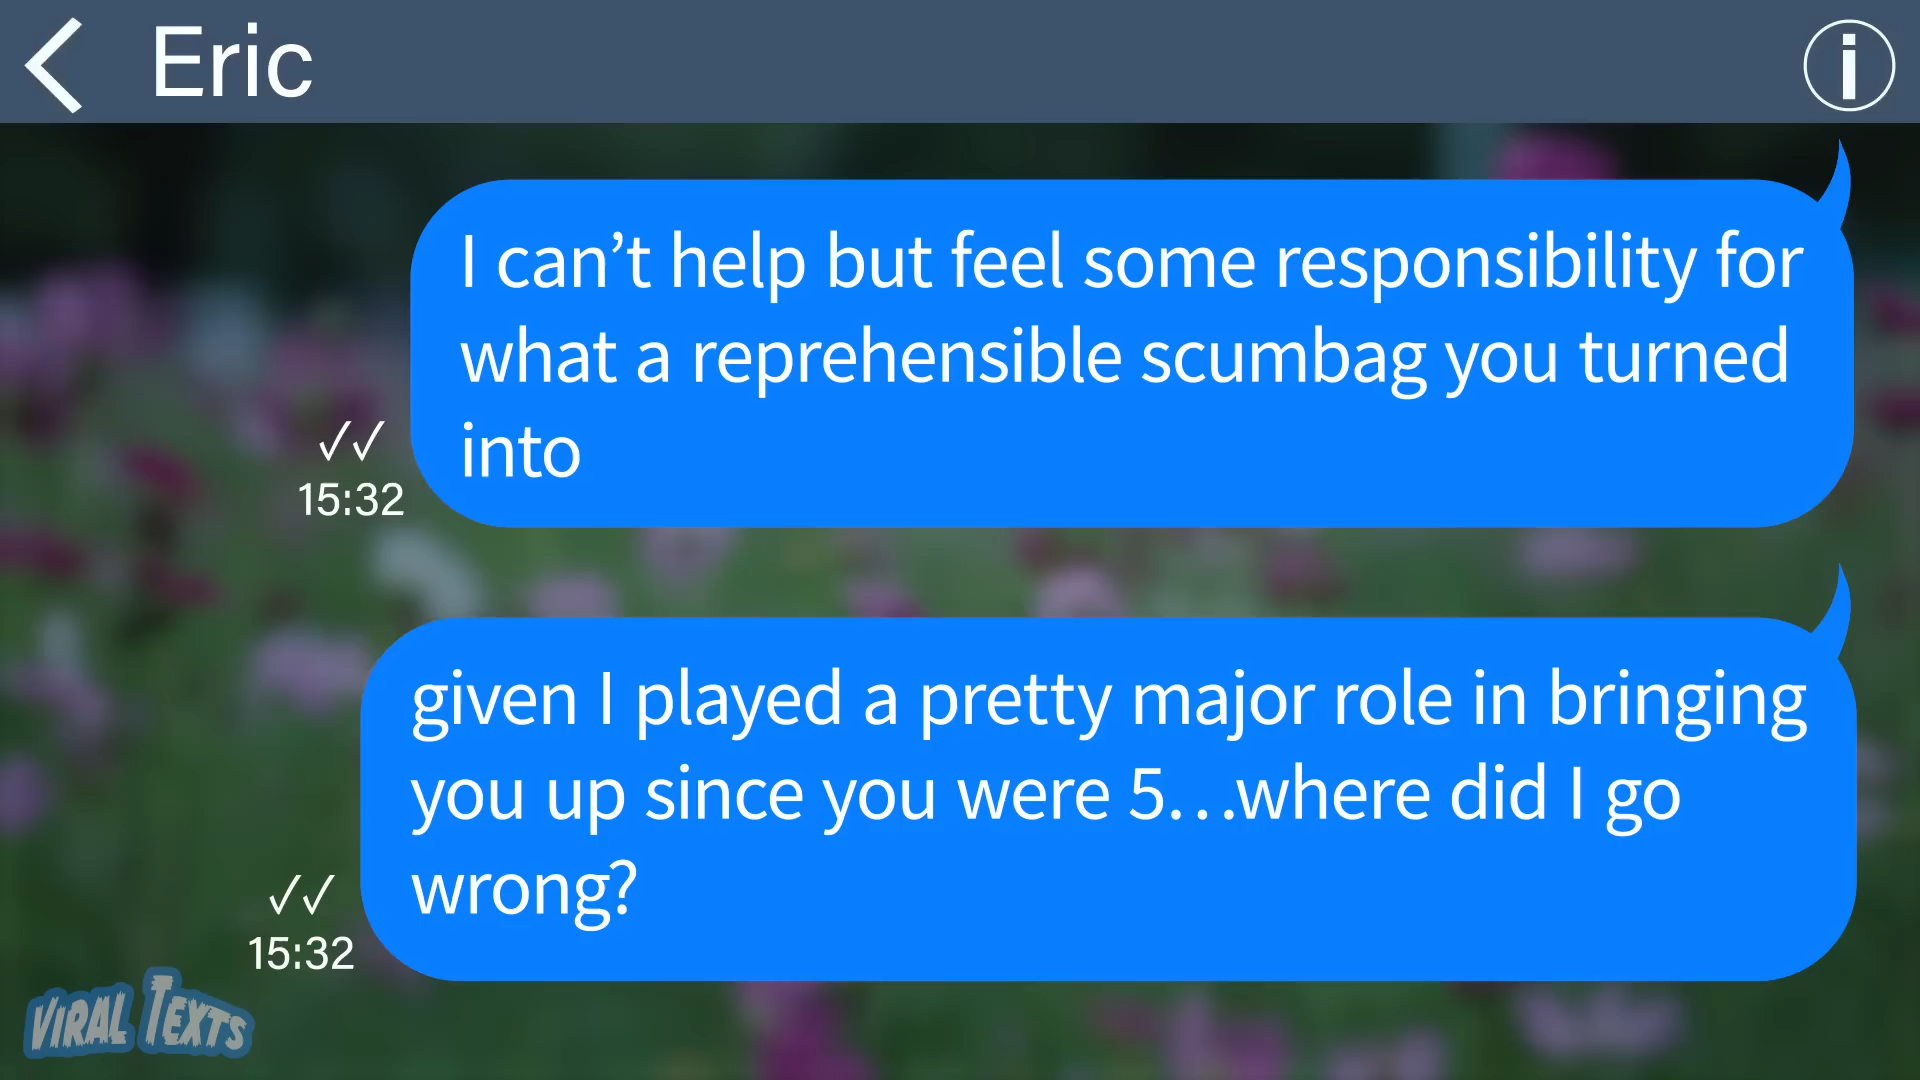 Eric
I can’t help but feel some responsibility for
what a reprehensible scumbag you turned
into
15:32
given I played a pretty major role in bringing
you up since you were 5…where did I go
wrong?
15:32
VIRAL TEXTS